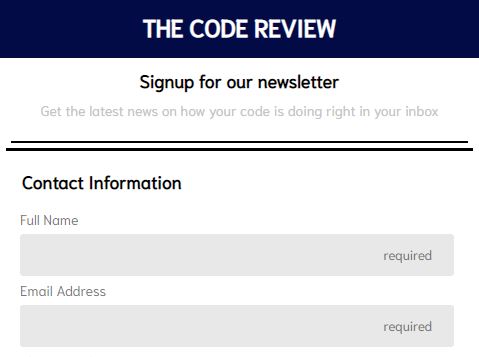 THE CODE REVIEW
Signup for our newsletter
Get the latest news on how your code is doing right in your inbox
Contact Information
Full Name
required
Email Address
required